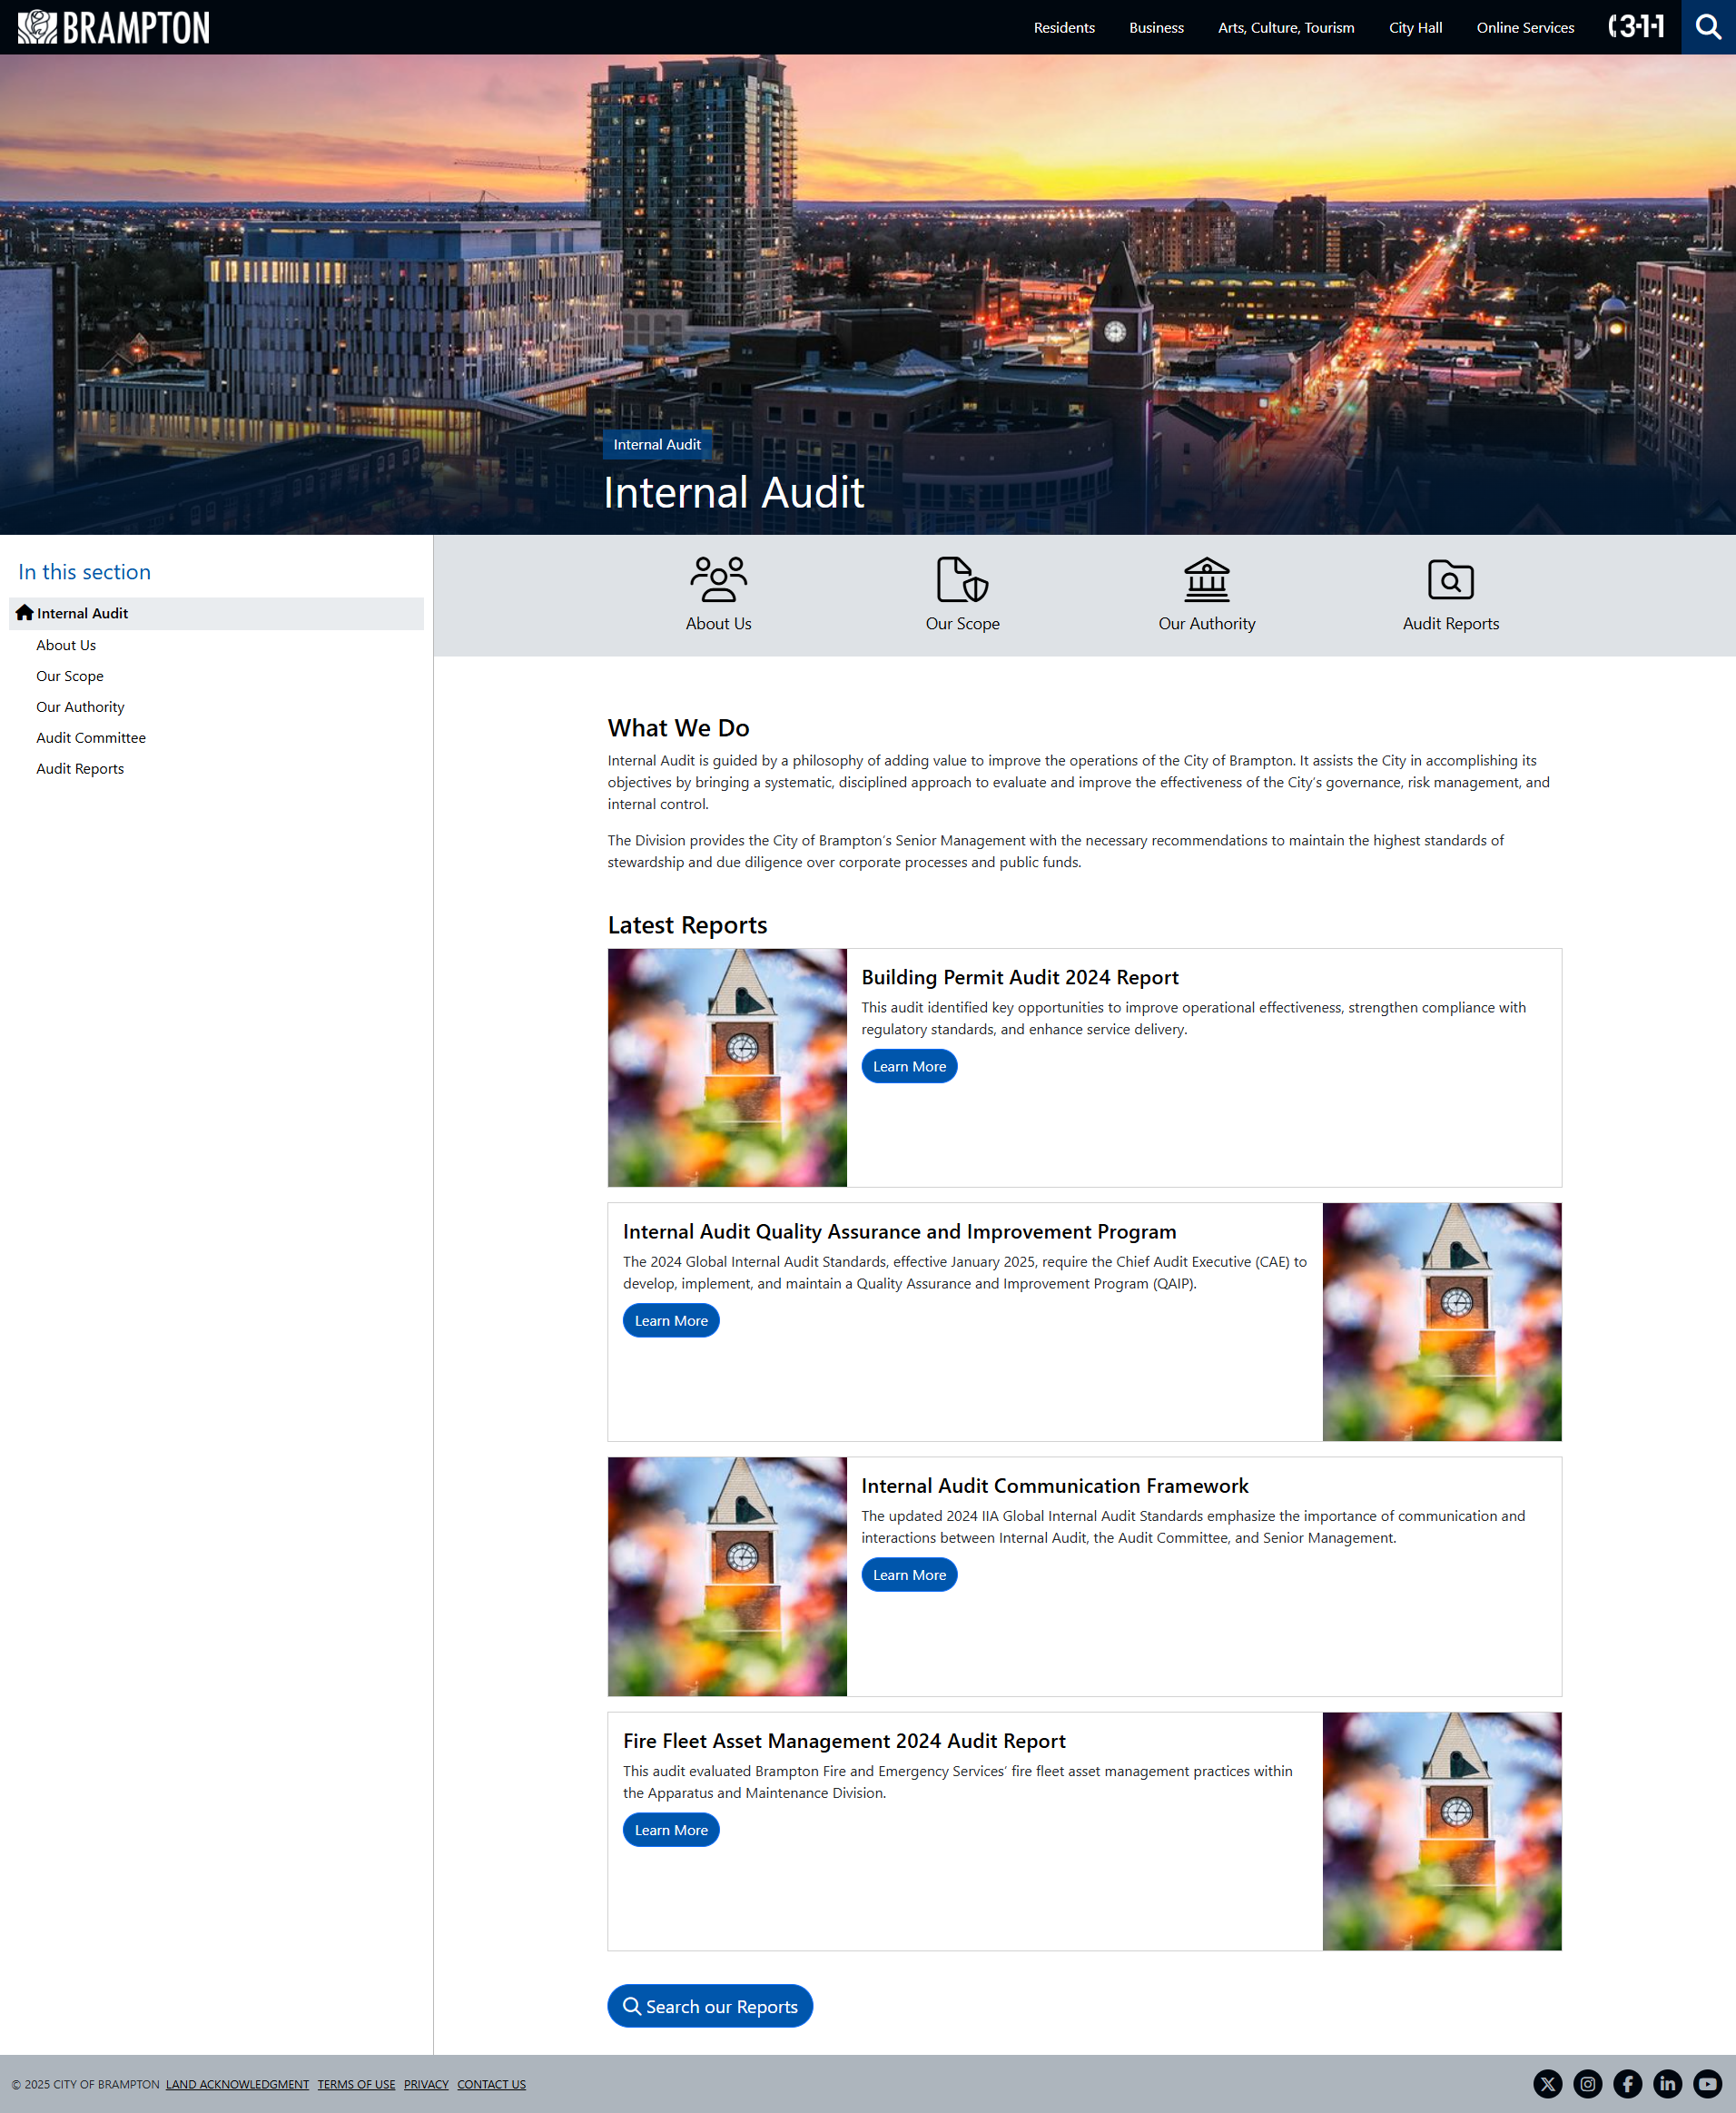 BRAMPTON
Residents
Business
Arts, Culture, Tourism
City Hall
Online Services
3-1-1
Internal Audit
Internal Audit
In this section
Internal Audit
About Us
Our Scope
Our Authority
Audit Committee
Audit Reports
About Us
Our Scope
Our Authority
Audit Reports
What We Do
Internal Audit is guided by a philosophy of adding value to improve the operations of the City of Brampton. It assists the City in accomplishing its
objectives by bringing a systematic, disciplined approach to evaluate and improve the effectiveness of the City's governance, risk management, and
internal control.
The Division provides the City of Brampton's Senior Management with the necessary recommendations to maintain the highest standards of
stewardship and due diligence over corporate processes and public funds.
Latest Reports
Building Permit Audit 2024 Report
This audit identified key opportunities to improve operational effectiveness, strengthen compliance with
regulatory standards, and enhance service delivery.
Learn More
Internal Audit Quality Assurance and Improvement Program
The 2024 Global Internal Audit Standards, effective January 2025, require the Chief Audit Executive (CAE) to
develop, implement, and maintain a Quality Assurance and Improvement Program (QAIP).
Learn More
Internal Audit Communication Framework
The updated 2024 IIA Global Internal Audit Standards emphasize the importance of communication and
interactions between Internal Audit, the Audit Committee, and Senior Management.
Learn More
Fire Fleet Asset Management 2024 Audit Report
This audit evaluated Brampton Fire and Emergency Services' fire fleet asset management practices within
the Apparatus and Maintenance Division.
Learn More
Search our Reports
© 2025 CITY OF BRAMPTON LAND ACKNOWLEDGMENT TERMS OF USE PRIVACY CONTACT US